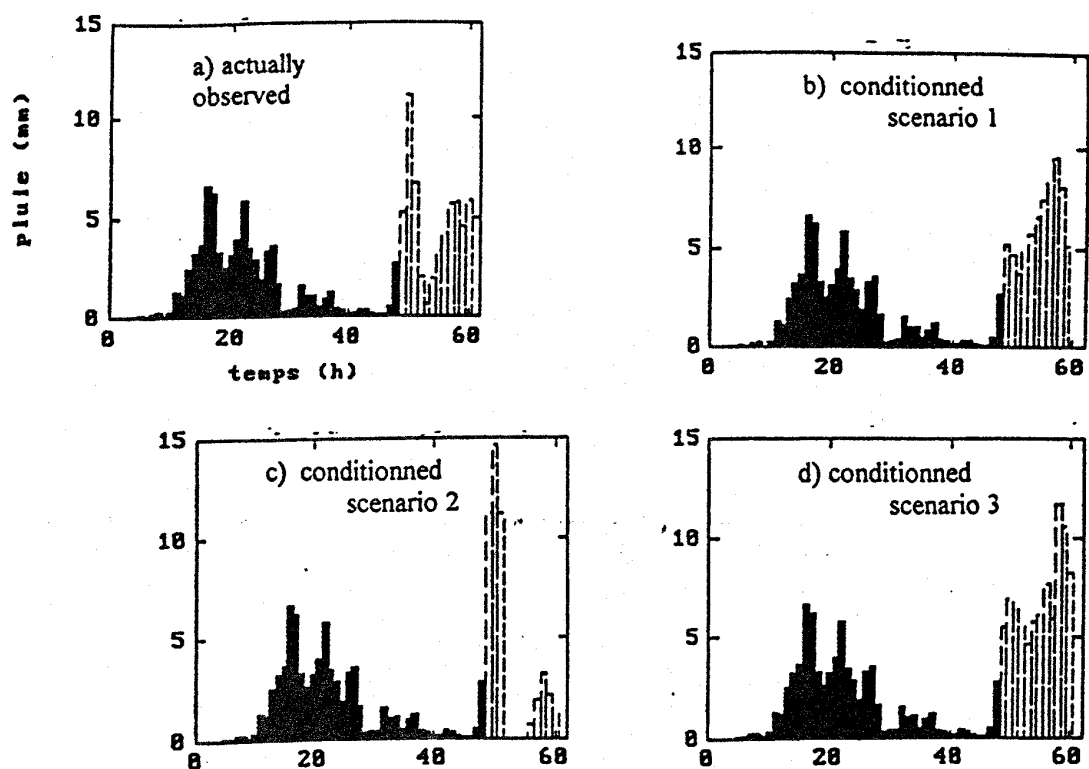 15
a) actually
observed
10
5
0
pluie (mm)
0 20 40 60
temps (h)
15
b) conditionned
scenario 1
10
5
0
0 20 40 60
15
c) conditionned
scenario 2
10
5
0
0 20 40 60
15
d) conditionned
scenario 3
10
5
0
0 20 40 60